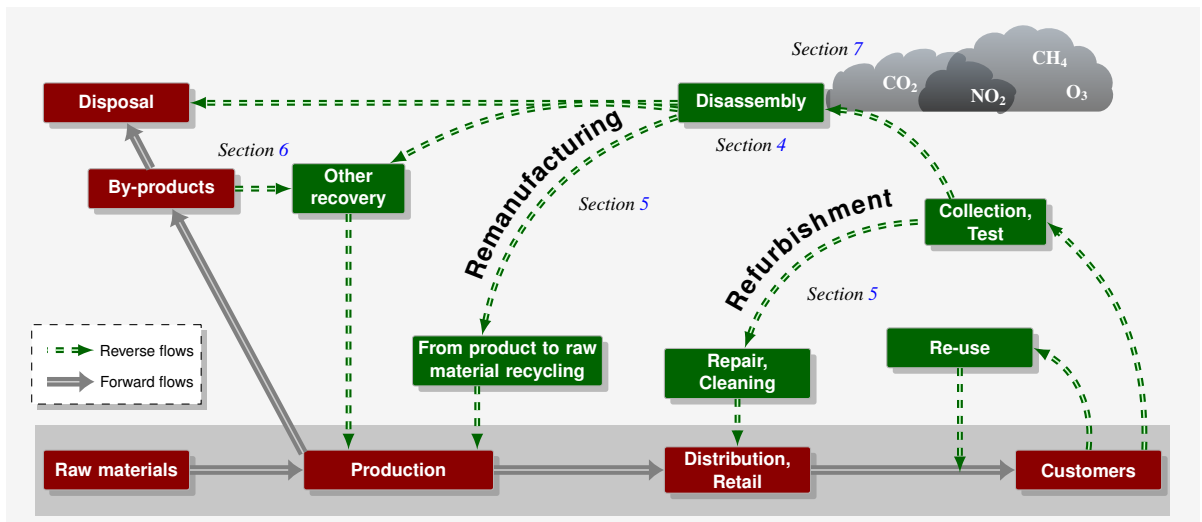 Section 7
CH4
CO2
NO2
O3
Disposal
Disassembly
Section 6
Section 4
By-products
Other
recovery
Remanufacturing
Section 5
Refurbishment
Collection,
Test
Section 5
Reverse flows
Forward flows
From product to raw
material recycling
Repair,
Cleaning
Re-use
Raw materials
Production
Distribution,
Retail
Customers